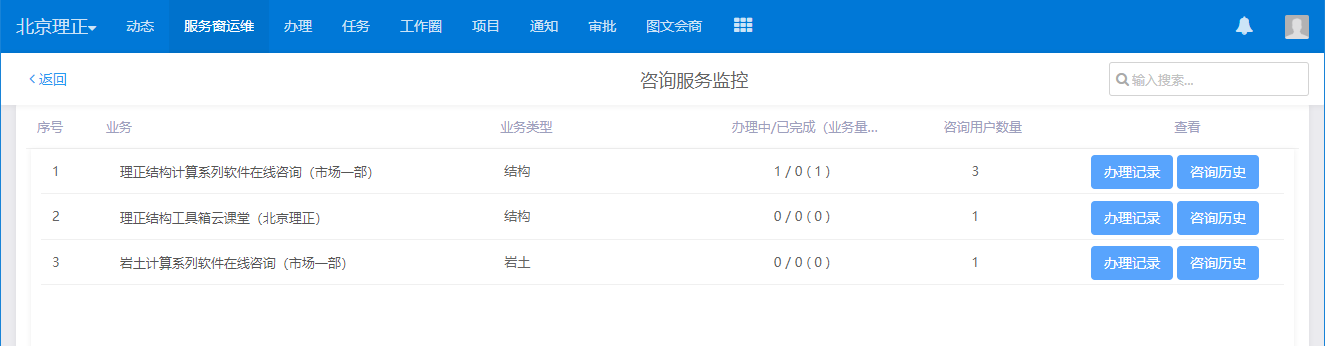 北京理正 动态 服务窗运维 办理 任务 工作圈 项目 通知 审批 图文会商
返回 咨询服务监控 输入搜索...
序号 业务 业务类型 办理中/已完成（业务量... 咨询用户数量 查看
1 理正结构计算系列软件在线咨询（市场一部） 结构 1 / 0 ( 1 ) 3 办理记录 咨询历史
2 理正结构工具箱云课堂（北京理正） 结构 0 / 0 ( 0 ) 1 办理记录 咨询历史
3 岩土计算系列软件在线咨询（市场一部） 岩土 0 / 0 ( 0 ) 1 办理记录 咨询历史